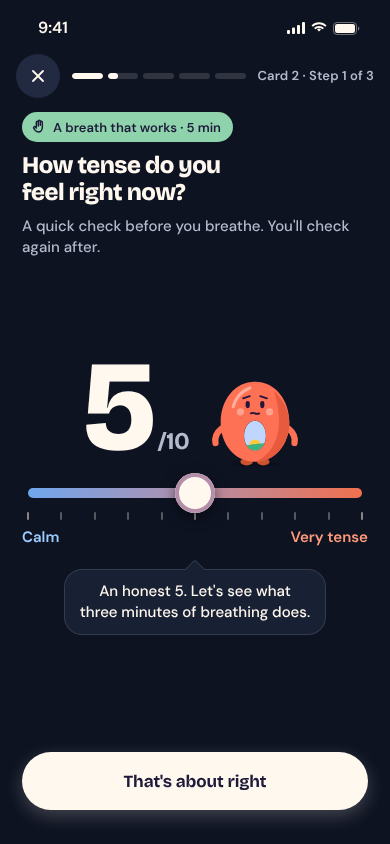 9:41
Card 2 · Step 1 of 3
A breath that works · 5 min
How tense do you
feel right now?
A quick check before you breathe. You'll check
again after.
5/10
Calm
Very tense
An honest 5. Let's see what
three minutes of breathing does.
That's about right